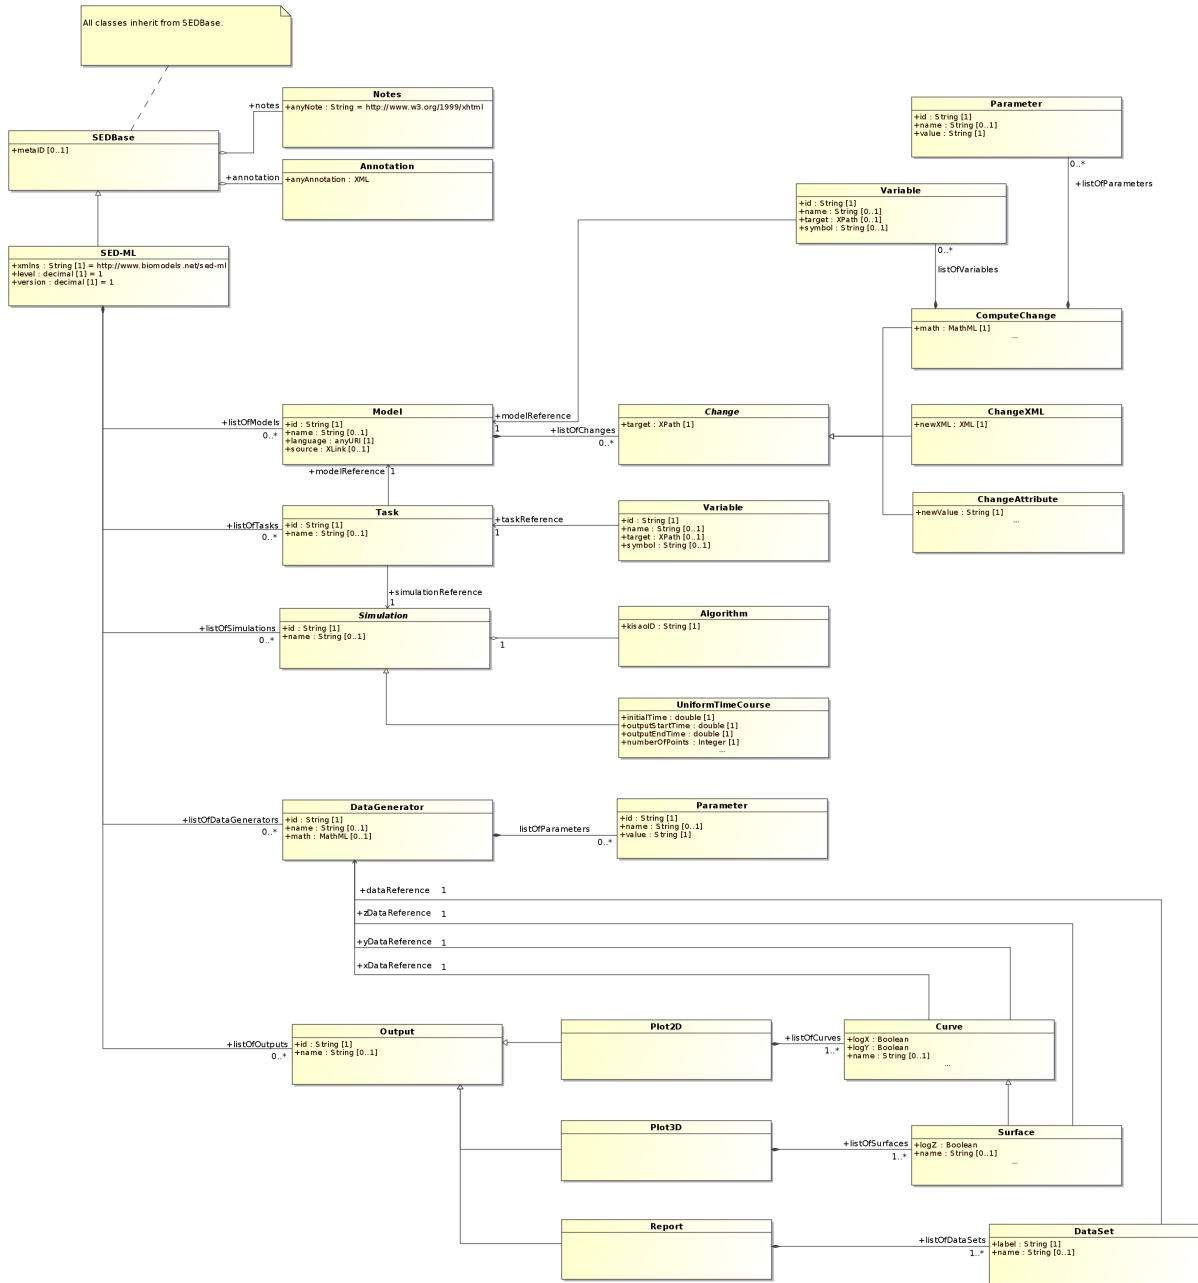 All classes inherit from SEDBase.
Notes
+anyNote : String = http://www.w3.org/1999/xhtml
+notes
SEDBase
+metaID [0..1]
Annotation
+anyAnnotation : XML
+annotation
Parameter
+id : String [1]
+name : String [0..1]
+value : String [1]
0..*
+listOfParameters
Variable
+id : String [1]
+name : String [0..1]
+target : XPath [0..1]
+symbol : String [0..1]
0..*
listOfVariables
SED-ML
+xmlns : String [1] = http://www.biomodels.net/sed-ml
+level : decimal [1] = 1
+version : decimal [1] = 1
ComputeChange
+math : MathML [1]
...
+listOfModels
0..*
Model
+id : String [1]
+name : String [0..1]
+language : anyURI [1]
+source : XLink [0..1]
+modelReference
1
+listOfChanges
0..*
Change
+target : XPath [1]
ChangeXML
+newXML : XML [1]
+modelReference
1
ChangeAttribute
+newValue : String [1]
...
+listOfTasks
0..*
Task
+id : String [1]
+name : String [0..1]
+taskReference
1
Variable
+id : String [1]
+name : String [0..1]
+target : XPath [0..1]
+symbol : String [0..1]
+simulationReference
1
+listOfSimulations
0..*
Simulation
+id : String [1]
+name : String [0..1]
1
Algorithm
+kisaoID : String [1]
UniformTimeCourse
+initialTime : double [1]
+outputStartTime : double [1]
+outputEndTime : double [1]
+numberOfPoints : Integer [1]
...
+listOfDataGenerators
0..*
DataGenerator
+id : String [1]
+name : String [0..1]
+math : MathML [0..1]
listOfParameters
0..*
Parameter
+id : String [1]
+name : String [0..1]
+value : String [1]
+dataReference 1
+zDataReference 1
+yDataReference 1
+xDataReference 1
+listOfOutputs
0..*
Output
+id : String [1]
+name : String [0..1]
Plot2D
+listOfCurves
1..*
Curve
+logX : Boolean
+logY : Boolean
+name : String [0..1]
...
Plot3D
+listOfSurfaces
1..*
Surface
+logZ : Boolean
+name : String [0..1]
...
Report
+listOfDataSets
1..*
DataSet
+label : String [1]
+name : String [0..1]